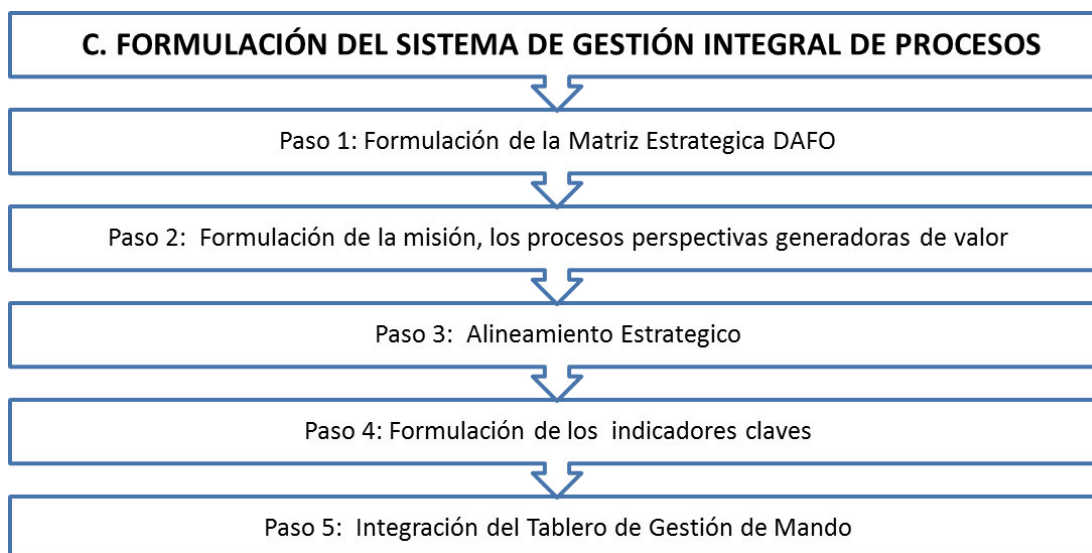 C. FORMULACIÓN DEL SISTEMA DE GESTIÓN INTEGRAL DE PROCESOS
Paso 1: Formulación de la Matriz Estrategica DAFO
Paso 2:  Formulación de la misión, los procesos perspectivas generadoras de valor
Paso 3:  Alineamiento Estrategico
Paso 4: Formulación de los  indicadores claves
Paso 5:  Integración del Tablero de Gestión de Mando